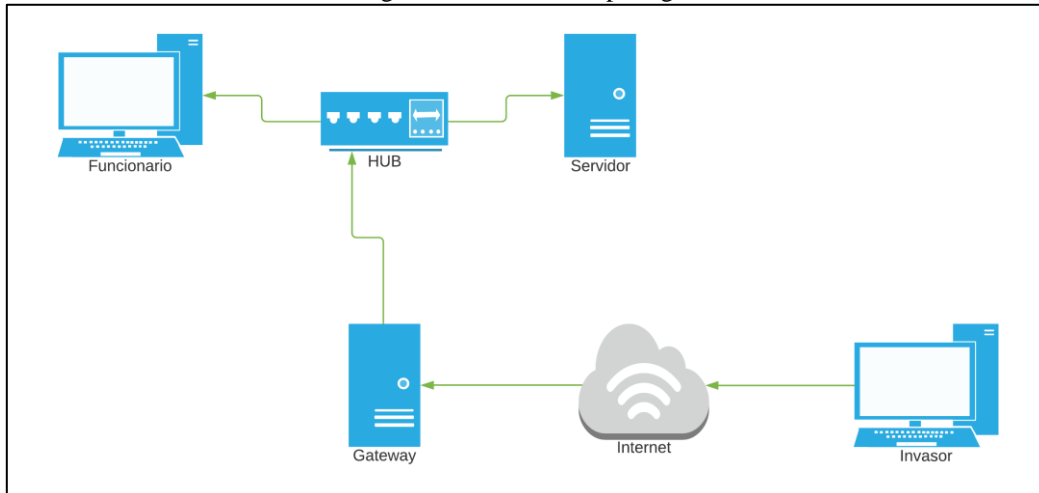 Funcionario
HUB
Servidor
Gateway
Internet
Invasor